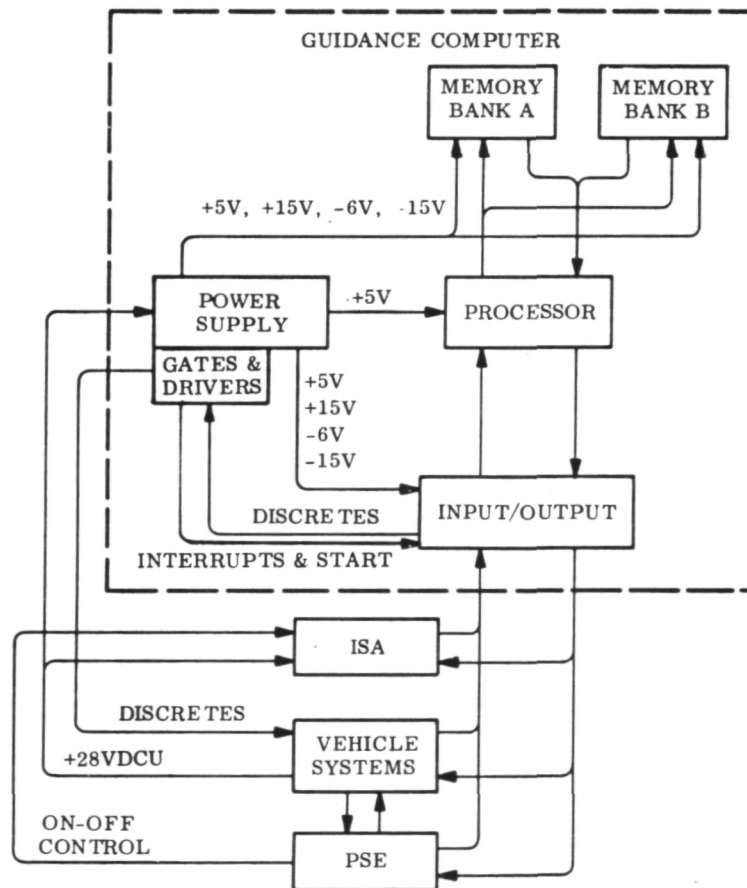 GUIDANCE COMPUTER
MEMORY
BANK A
MEMORY
BANK B
+5V, +15V, -6V, -15V
POWER
SUPPLY
+5V
PROCESSOR
GATES &
DRIVERS
+5V
+15V
-6V
-15V
DISCRETES
INPUT/OUTPUT
INTERRUPTS & START
ISA
DISCRETES
VEHICLE
SYSTEMS
+28VDCU
ON-OFF
CONTROL
PSE